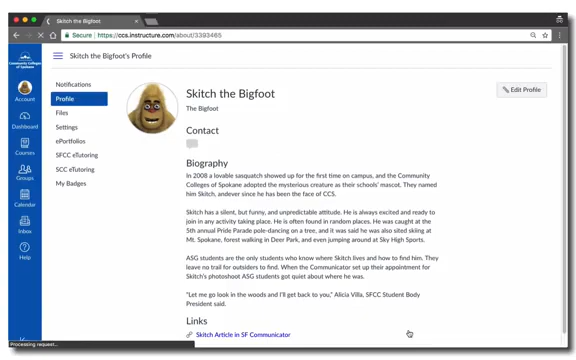 Skitch the Bigfoot
Secure | https://ccs.instructure.com/about/3393465
Community Colleges
of Spokane
Skitch the Bigfoot's Profile
Account
Dashboard
Courses
Groups
Calendar
Inbox
Help
Notifications
Profile
Files
Settings
ePortfolios
SFCC eTutoring
SCC eTutoring
My Badges
Skitch the Bigfoot
Edit Profile
The Bigfoot
Contact
Biography
In 2008 a lovable sasquatch showed up for the first time on campus, and the Community
Colleges of Spokane adopted the mysterious creature as their schools' mascot. They named
him Skitch, andever since he has been the face of CCS.
Skitch has a silent, but funny, and unpredictable attitude. He is always excited and ready to
join in any activity taking place. He is often found in random places. He was caught at the
5th annual Pride Parade pole-dancing on a tree, and it was said he was also sited skiing at
Mt. Spokane, forest walking in Deer Park, and even jumping around at Sky High Sports.
ASG students are the only students who know where Skitch lives and how to find him. They
leave no trail for outsiders to find. When the Communicator set up their appointment for
Skitch's photoshoot ASG students got quiet about where he was.
"Let me go look in the woods and I'll get back to you," Alicia Villa, SFCC Student Body
President said.
Links
Skitch Article in SF Communicator
Processing request...